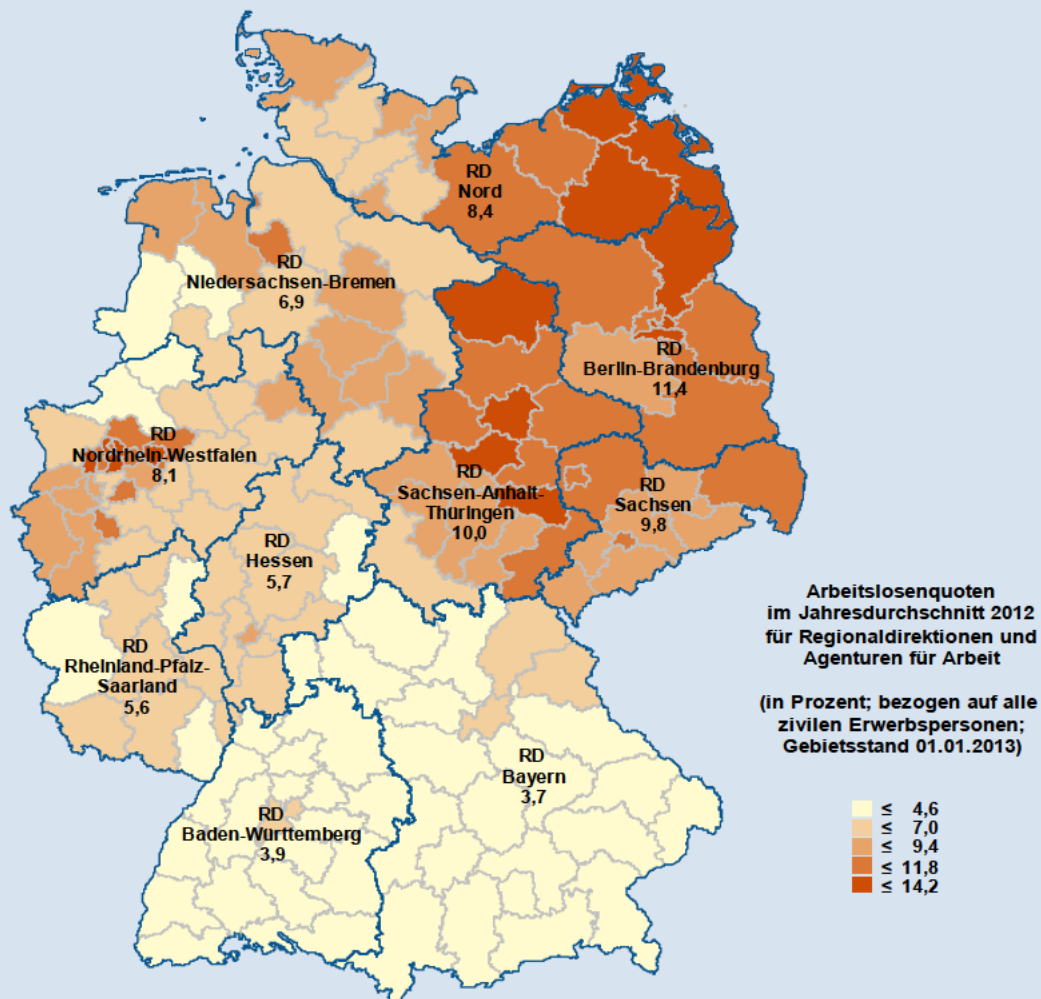 RD
Nord
8,4
RD
Niedersachsen-Bremen
6,9
RD
Berlin-Brandenburg
11,4
RD
Nordrhein-Westfalen
8,1
RD
Sachsen-Anhalt-
Thüringen
10,0
RD
Sachsen
9,8
RD
Hessen
5,7
RD
Rheinland-Pfalz-
Saarland
5,6
RD
Bayern
3,7
RD
Baden-Württemberg
3,9
Arbeitslosenquoten
im Jahresdurchschnitt 2012
für Regionaldirektionen und
Agenturen für Arbeit
(in Prozent; bezogen auf alle
zivilen Erwerbspersonen;
Gebietsstand 01.01.2013)
≤ 4,6
≤ 7,0
≤ 9,4
≤ 11,8
≤ 14,2